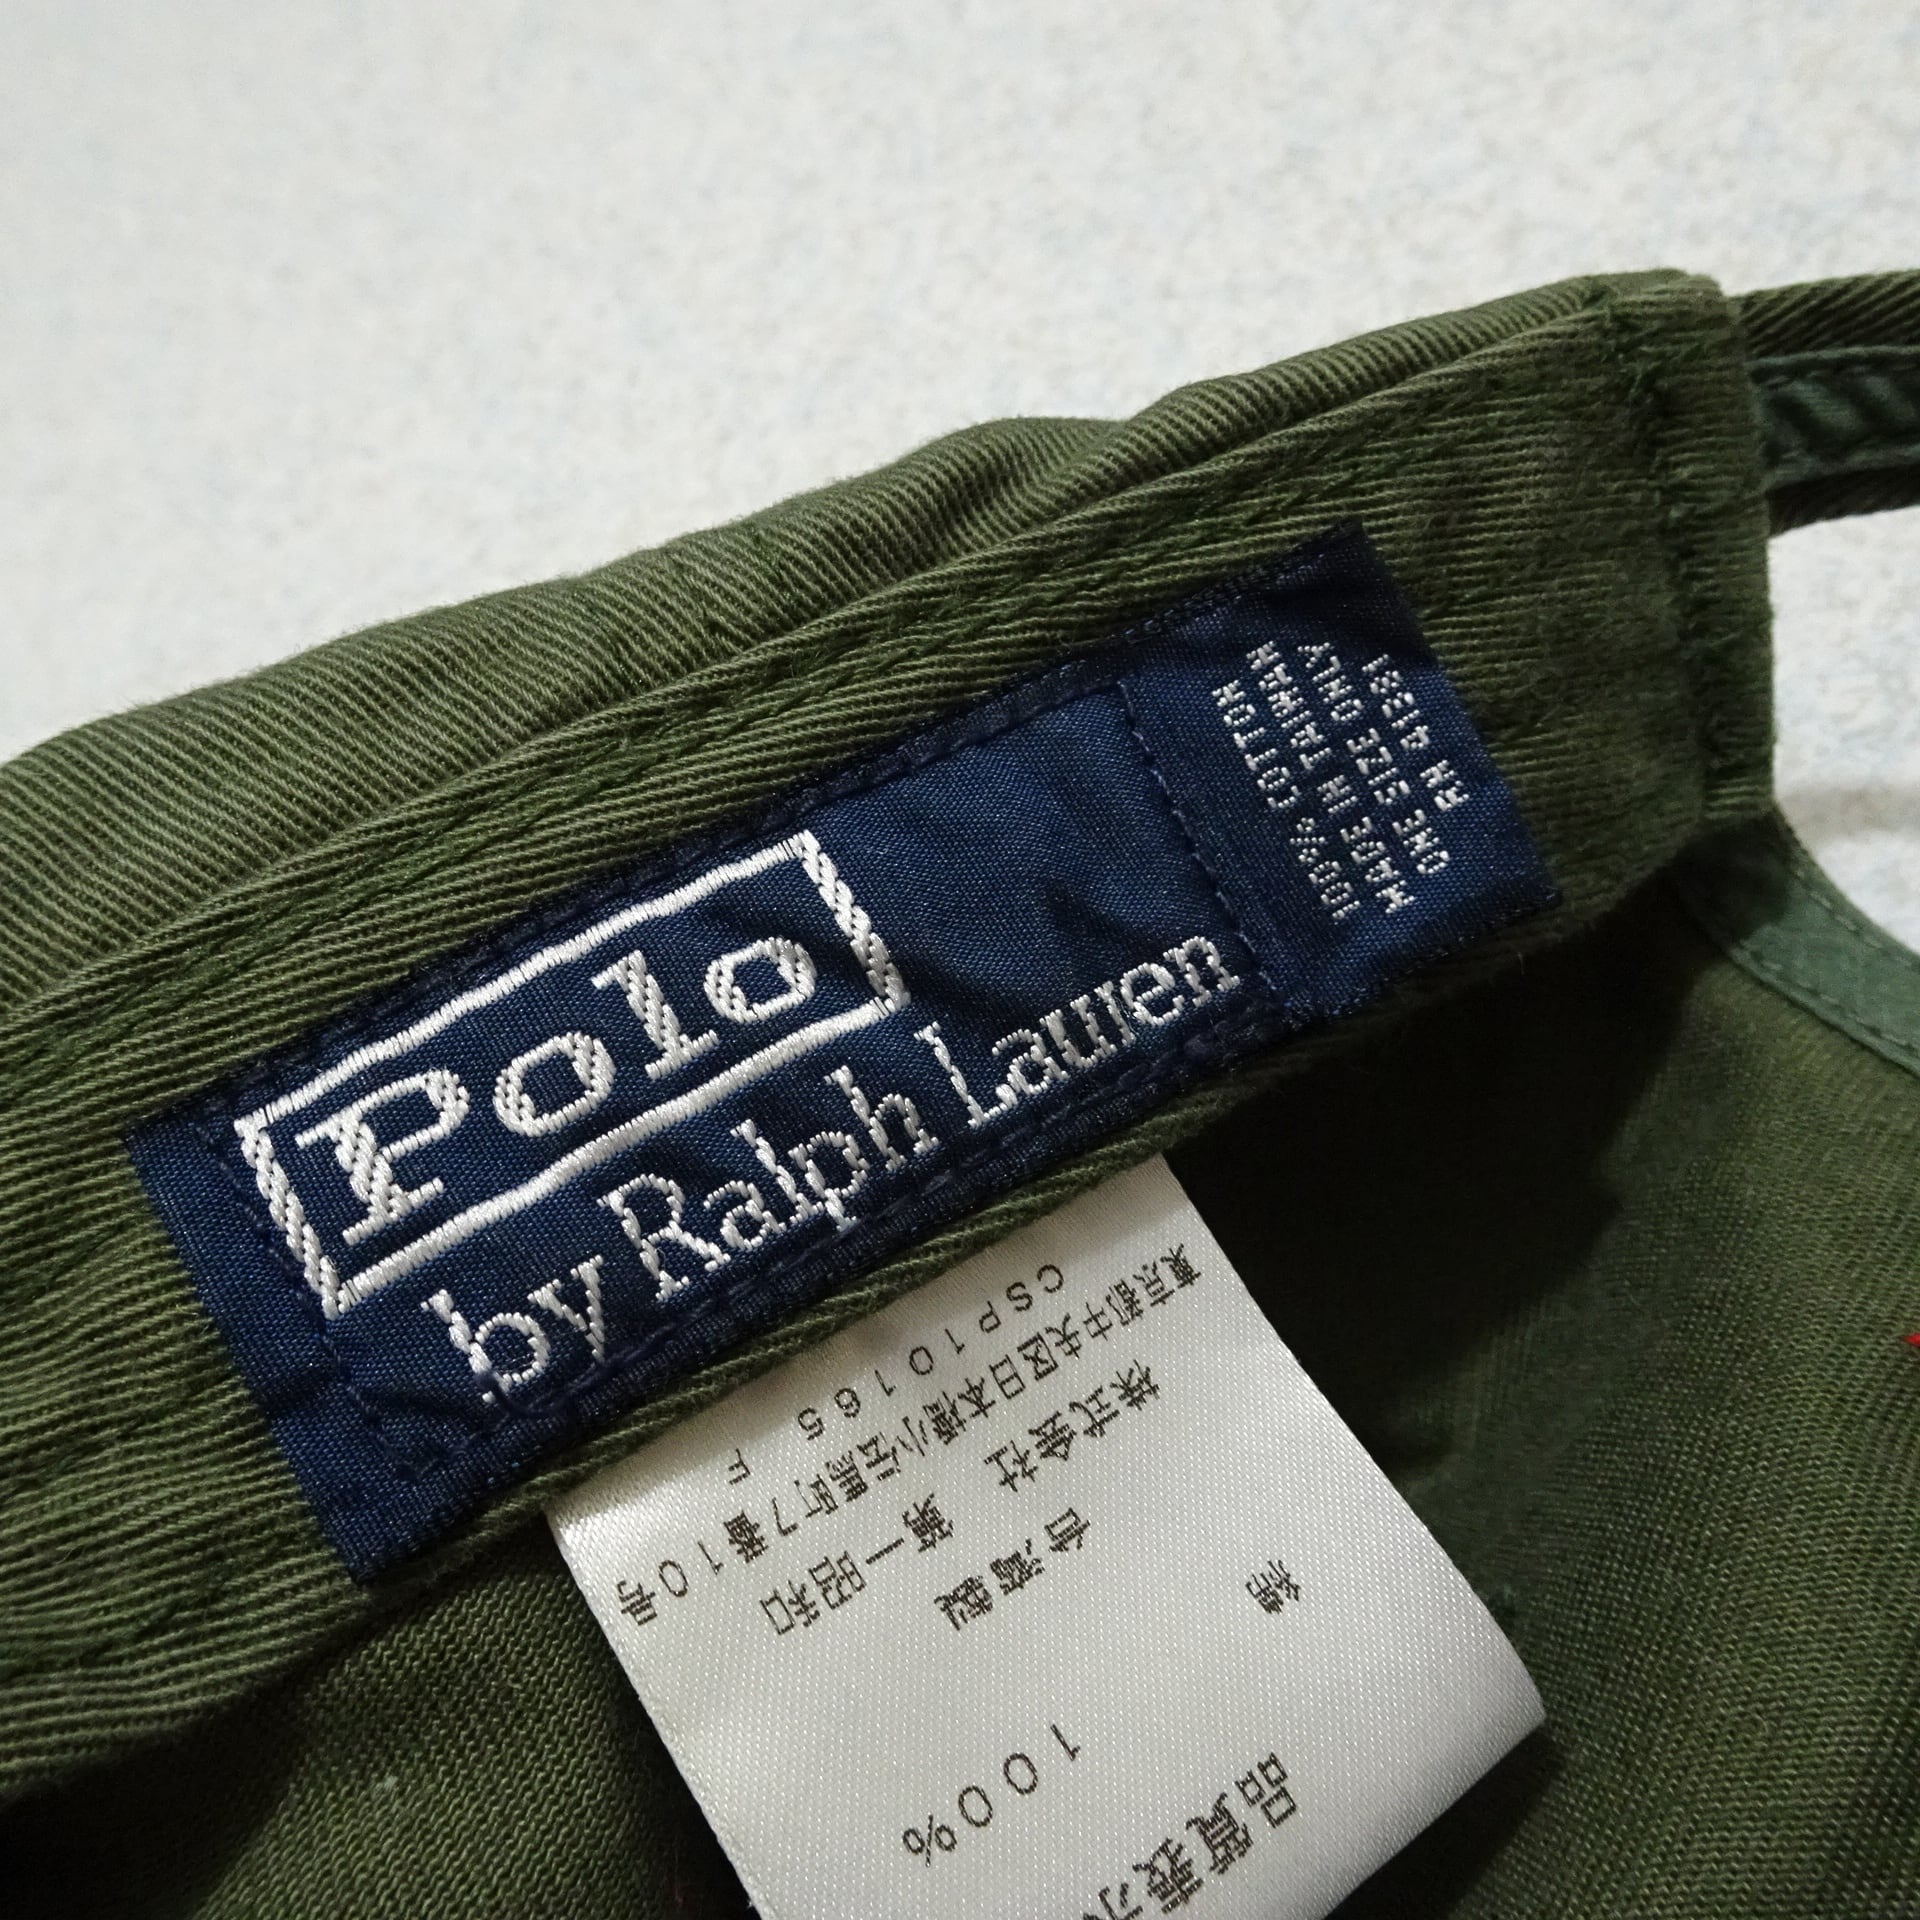 Polo
by Ralph Lauren
100% COTTON
MADE IN TAIWAN
ONE SIZE ONLY
RN 41381
品質表示
綿 100%
台湾製
株式会社 第一昭和
東京都中央区日本橋小伝馬町7番10号
CSP10165 F